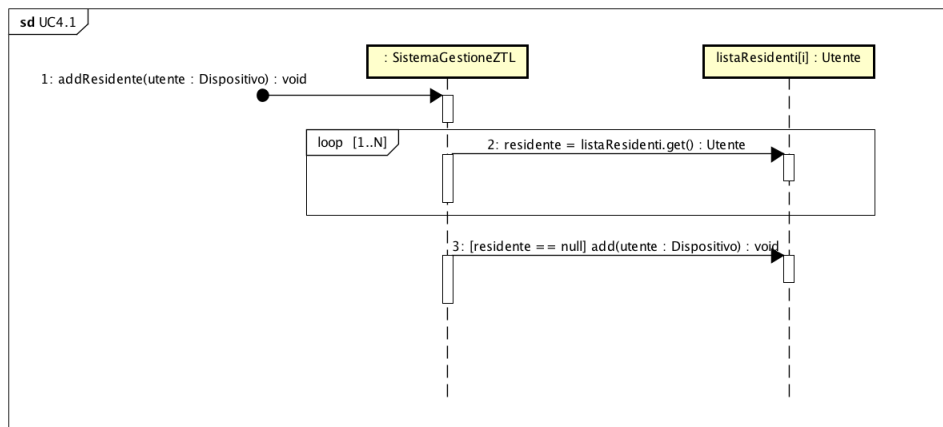 sd UC4.1
: SistemaGestioneZTL
listaResidenti[i] : Utente
1: addResidente(utente : Dispositivo) : void
loop [1..N]
2: residente = listaResidenti.get() : Utente
3: [residente == null] add(utente : Dispositivo) : void